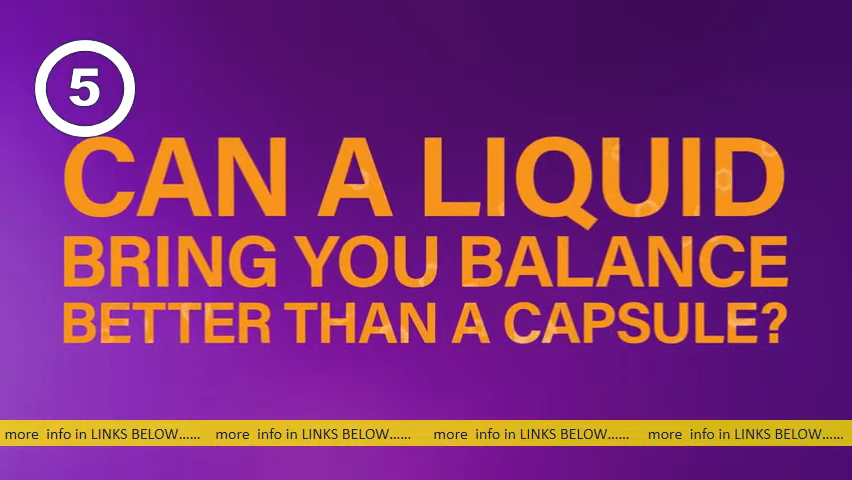 5
CAN A LIQUID
BRING YOU BALANCE
BETTER THAN A CAPSULE?
more  info in LINKS BELOW......   more  info in LINKS BELOW......   more  info in LINKS BELOW......   more  info in LINKS BELOW......